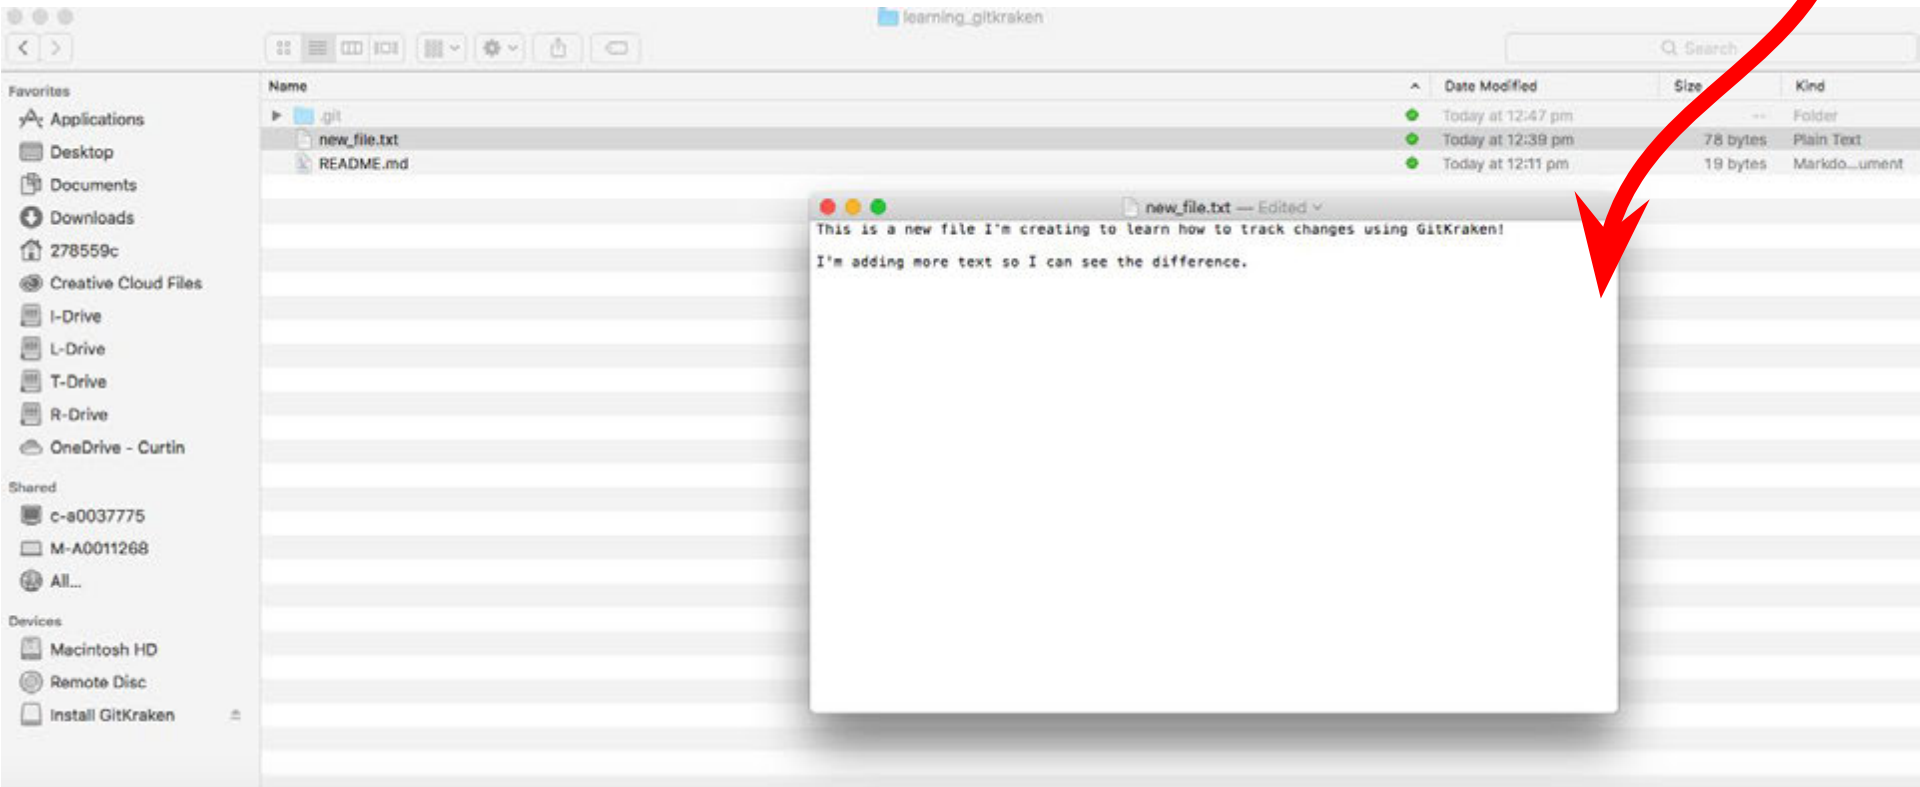 learning_gitkraken
Search
Favorites
Applications
Desktop
Documents
Downloads
278559c
Creative Cloud Files
I-Drive
L-Drive
T-Drive
R-Drive
OneDrive - Curtin
Shared
c-a0037775
M-A0011268
All...
Devices
Macintosh HD
Remote Disc
Install GitKraken
Name Date Modified Size Kind
.git Today at 12:47 pm -- Folder
new_file.txt Today at 12:39 pm 78 bytes Plain Text
README.md Today at 12:11 pm 19 bytes Markdo...ument
new_file.txt — Edited
This is a new file I'm creating to learn how to track changes using GitKraken!
I'm adding more text so I can see the difference.